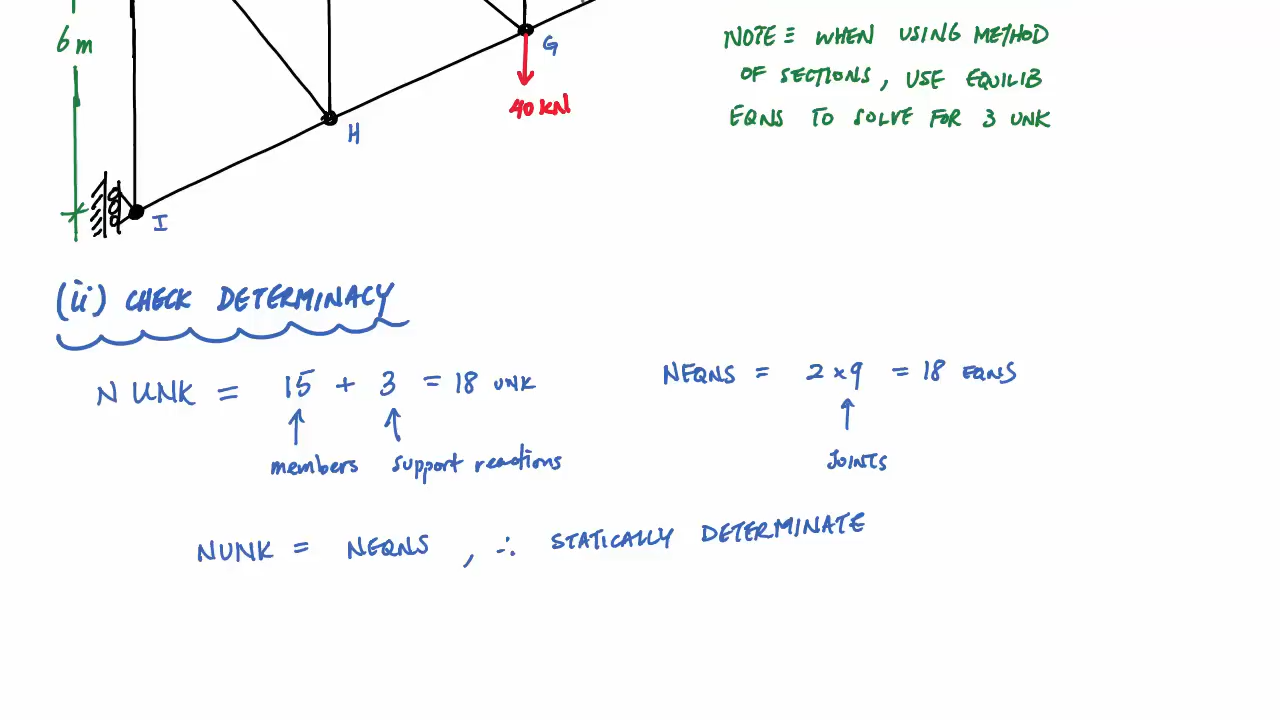 6 m
G
40 kN
H
I
NOTE : WHEN USING METHOD
OF SECTIONS, USE EQUILIB
EQNS TO SOLVE FOR 3 UNK
(ii) CHECK DETERMINACY
N UNK = 15 + 3 = 18 UNK
members support reactions
NEQNS = 2 × 9 = 18 EQNS
JOINTS
NUNK = NEQNS, ∴ STATICALLY DETERMINATE